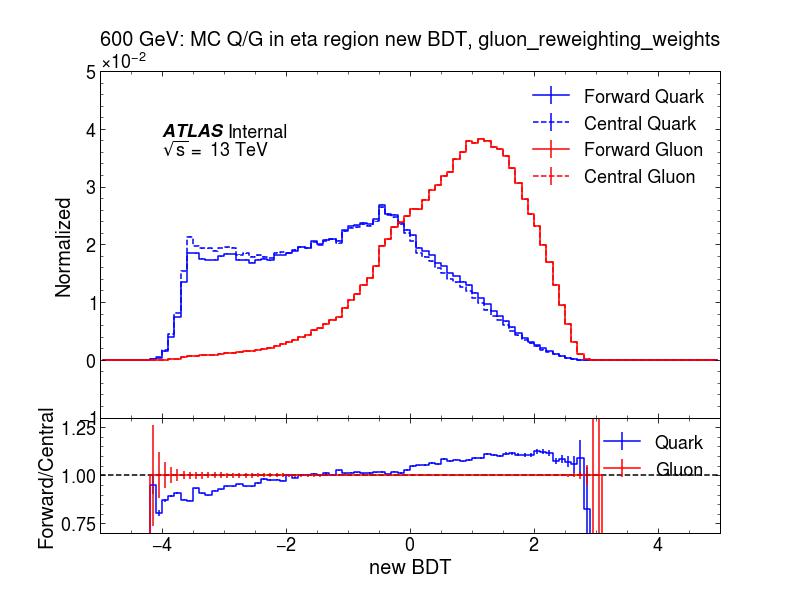 600 GeV: MC Q/G in eta region new BDT, gluon_reweighting_weights
×10⁻²
5
4
3
2
1
0
−1
Normalized
ATLAS Internal
√s = 13 TeV
Forward Quark
Central Quark
Forward Gluon
Central Gluon
1.25
1.00
0.75
Forward/Central
Quark
Gluon
−4 −2 0 2 4
new BDT